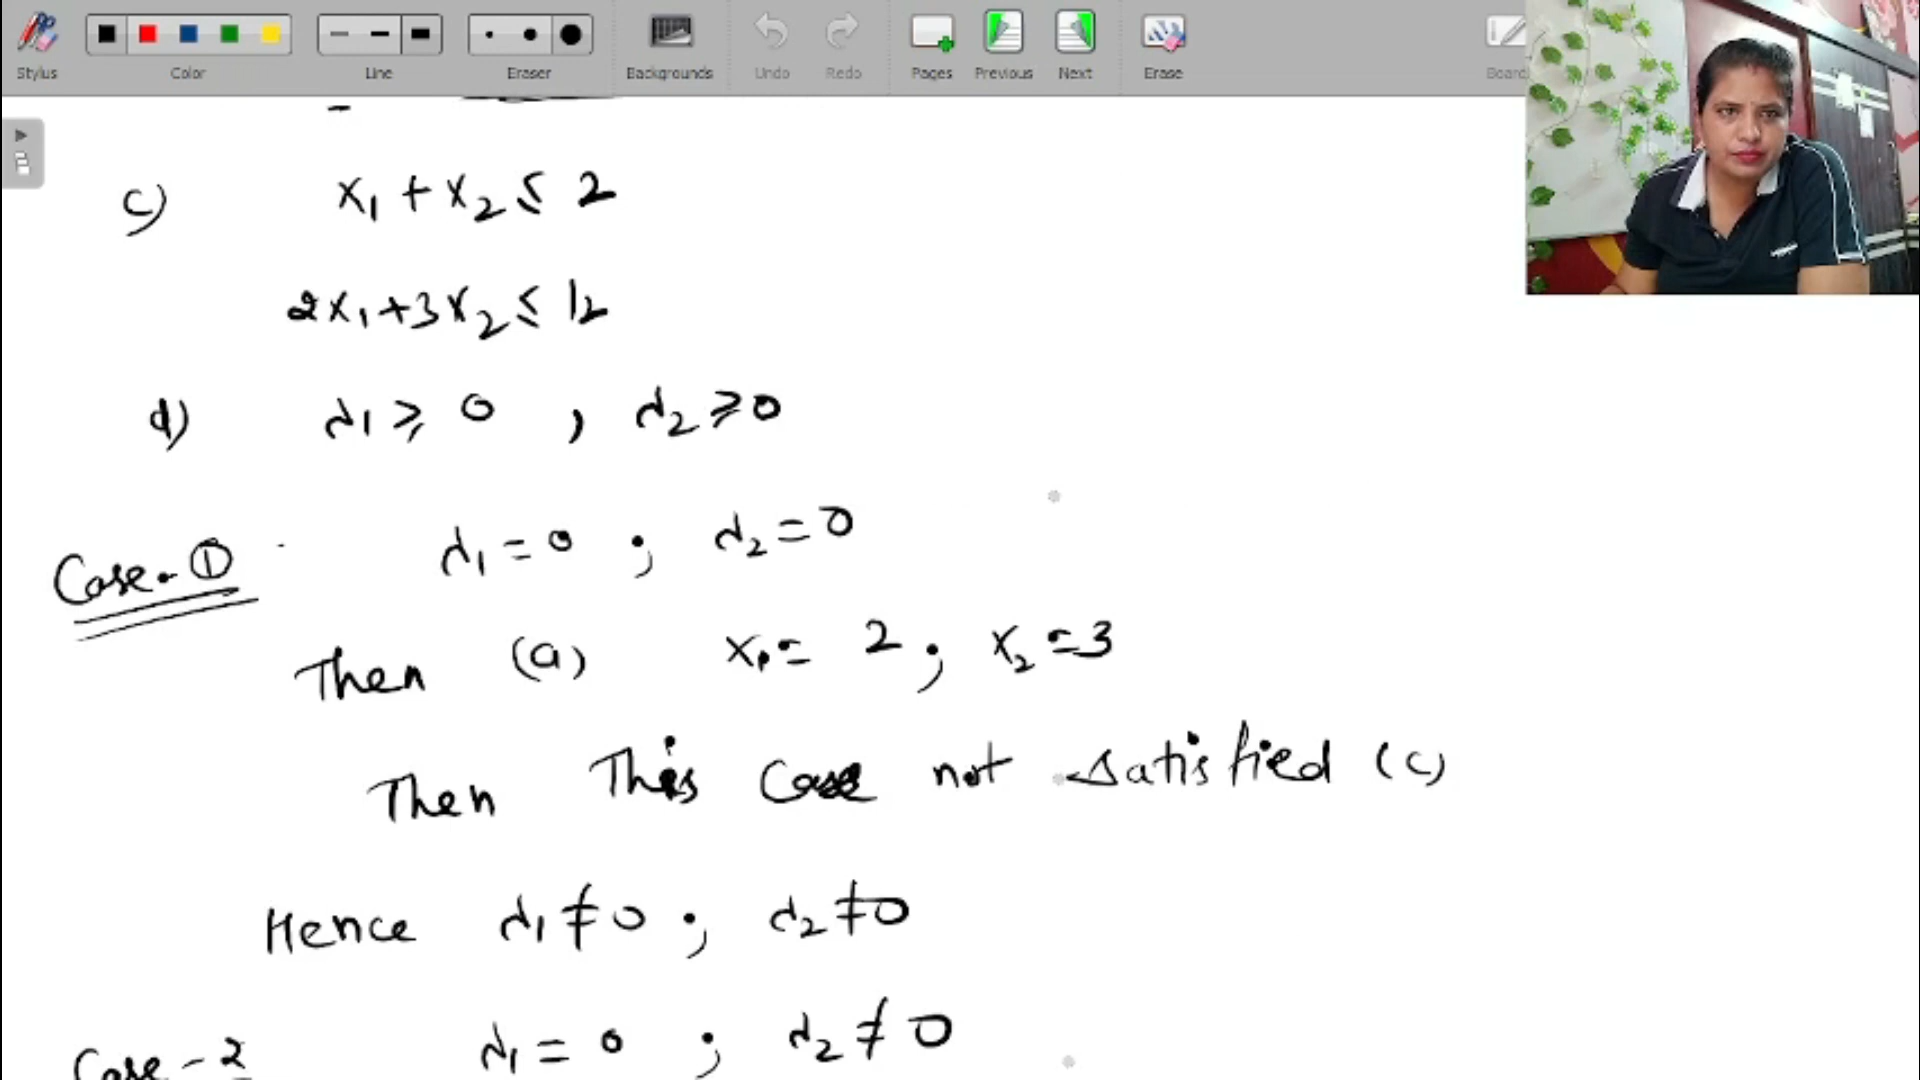 Stylus Color Line Eraser Backgrounds Undo Redo Pages Previous Next Erase Board
c) x₁ + x₂ ≤ 2
2x₁+3x₂ ≤ 12
d) λ₁ ⩾ 0 , λ₂ ⩾ 0
Case-① λ₁ = 0 ; λ₂ = 0
Then (a) x₁ = 2 ; x₂ = 3
Then This Case not satisfied (c)
Hence λ₁ ≠ 0 ; λ₂ ≠ 0
Case-2 λ₁ = 0 ; λ₂ ≠ 0